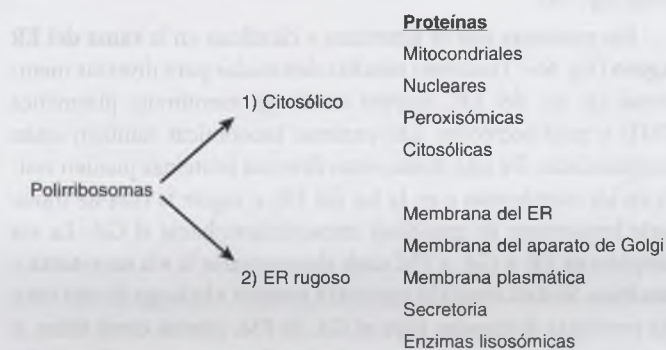 Proteínas
Mitocondriales
Nucleares
1) Citosólico
Peroxisómicas
Citosólicas
Polirribosomas
Membrana del ER
Membrana del aparato de Golgi
2) ER rugoso
Membrana plasmática
Secretoria
Enzimas lisosómicas